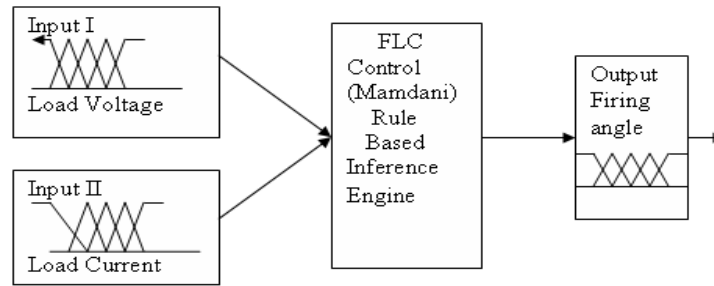 Input I
Load Voltage
Input II
Load Current
FLC
Control
(Mamdani)
Rule
Based
Inference
Engine
Output
Firing
angle